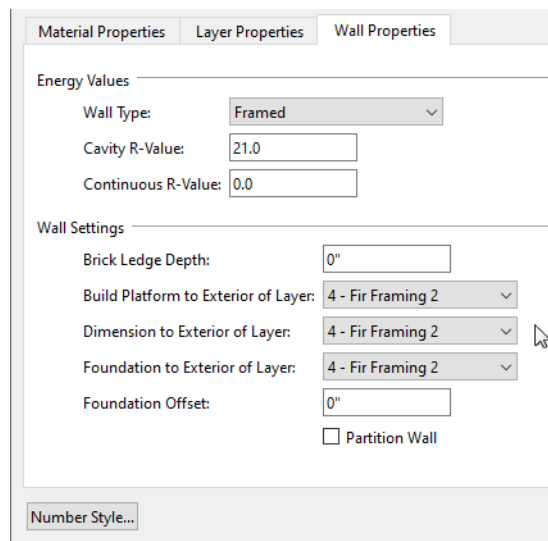 Material Properties Layer Properties Wall Properties
Energy Values
Wall Type: Framed
Cavity R-Value: 21.0
Continuous R-Value: 0.0
Wall Settings
Brick Ledge Depth: 0"
Build Platform to Exterior of Layer: 4 - Fir Framing 2
Dimension to Exterior of Layer: 4 - Fir Framing 2
Foundation to Exterior of Layer: 4 - Fir Framing 2
Foundation Offset: 0"
Partition Wall
Number Style...